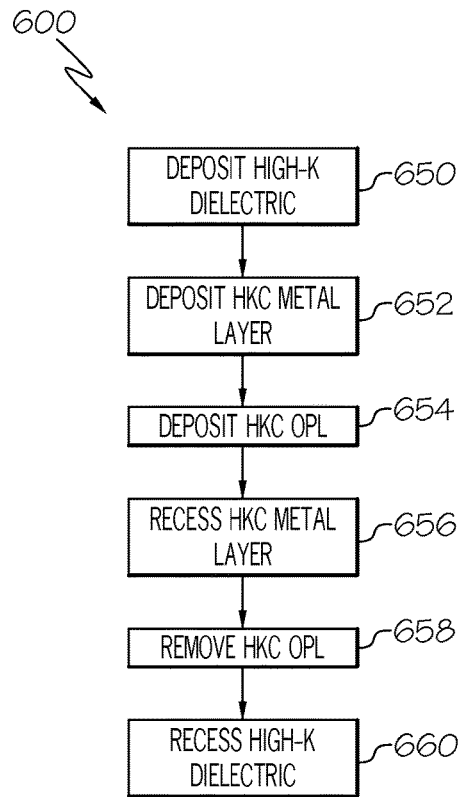 600
DEPOSIT HIGH-K
DIELECTRIC
650
DEPOSIT HKC METAL
LAYER
652
DEPOSIT HKC OPL
654
RECESS HKC METAL
LAYER
656
REMOVE HKC OPL
658
RECESS HIGH-K
DIELECTRIC
660